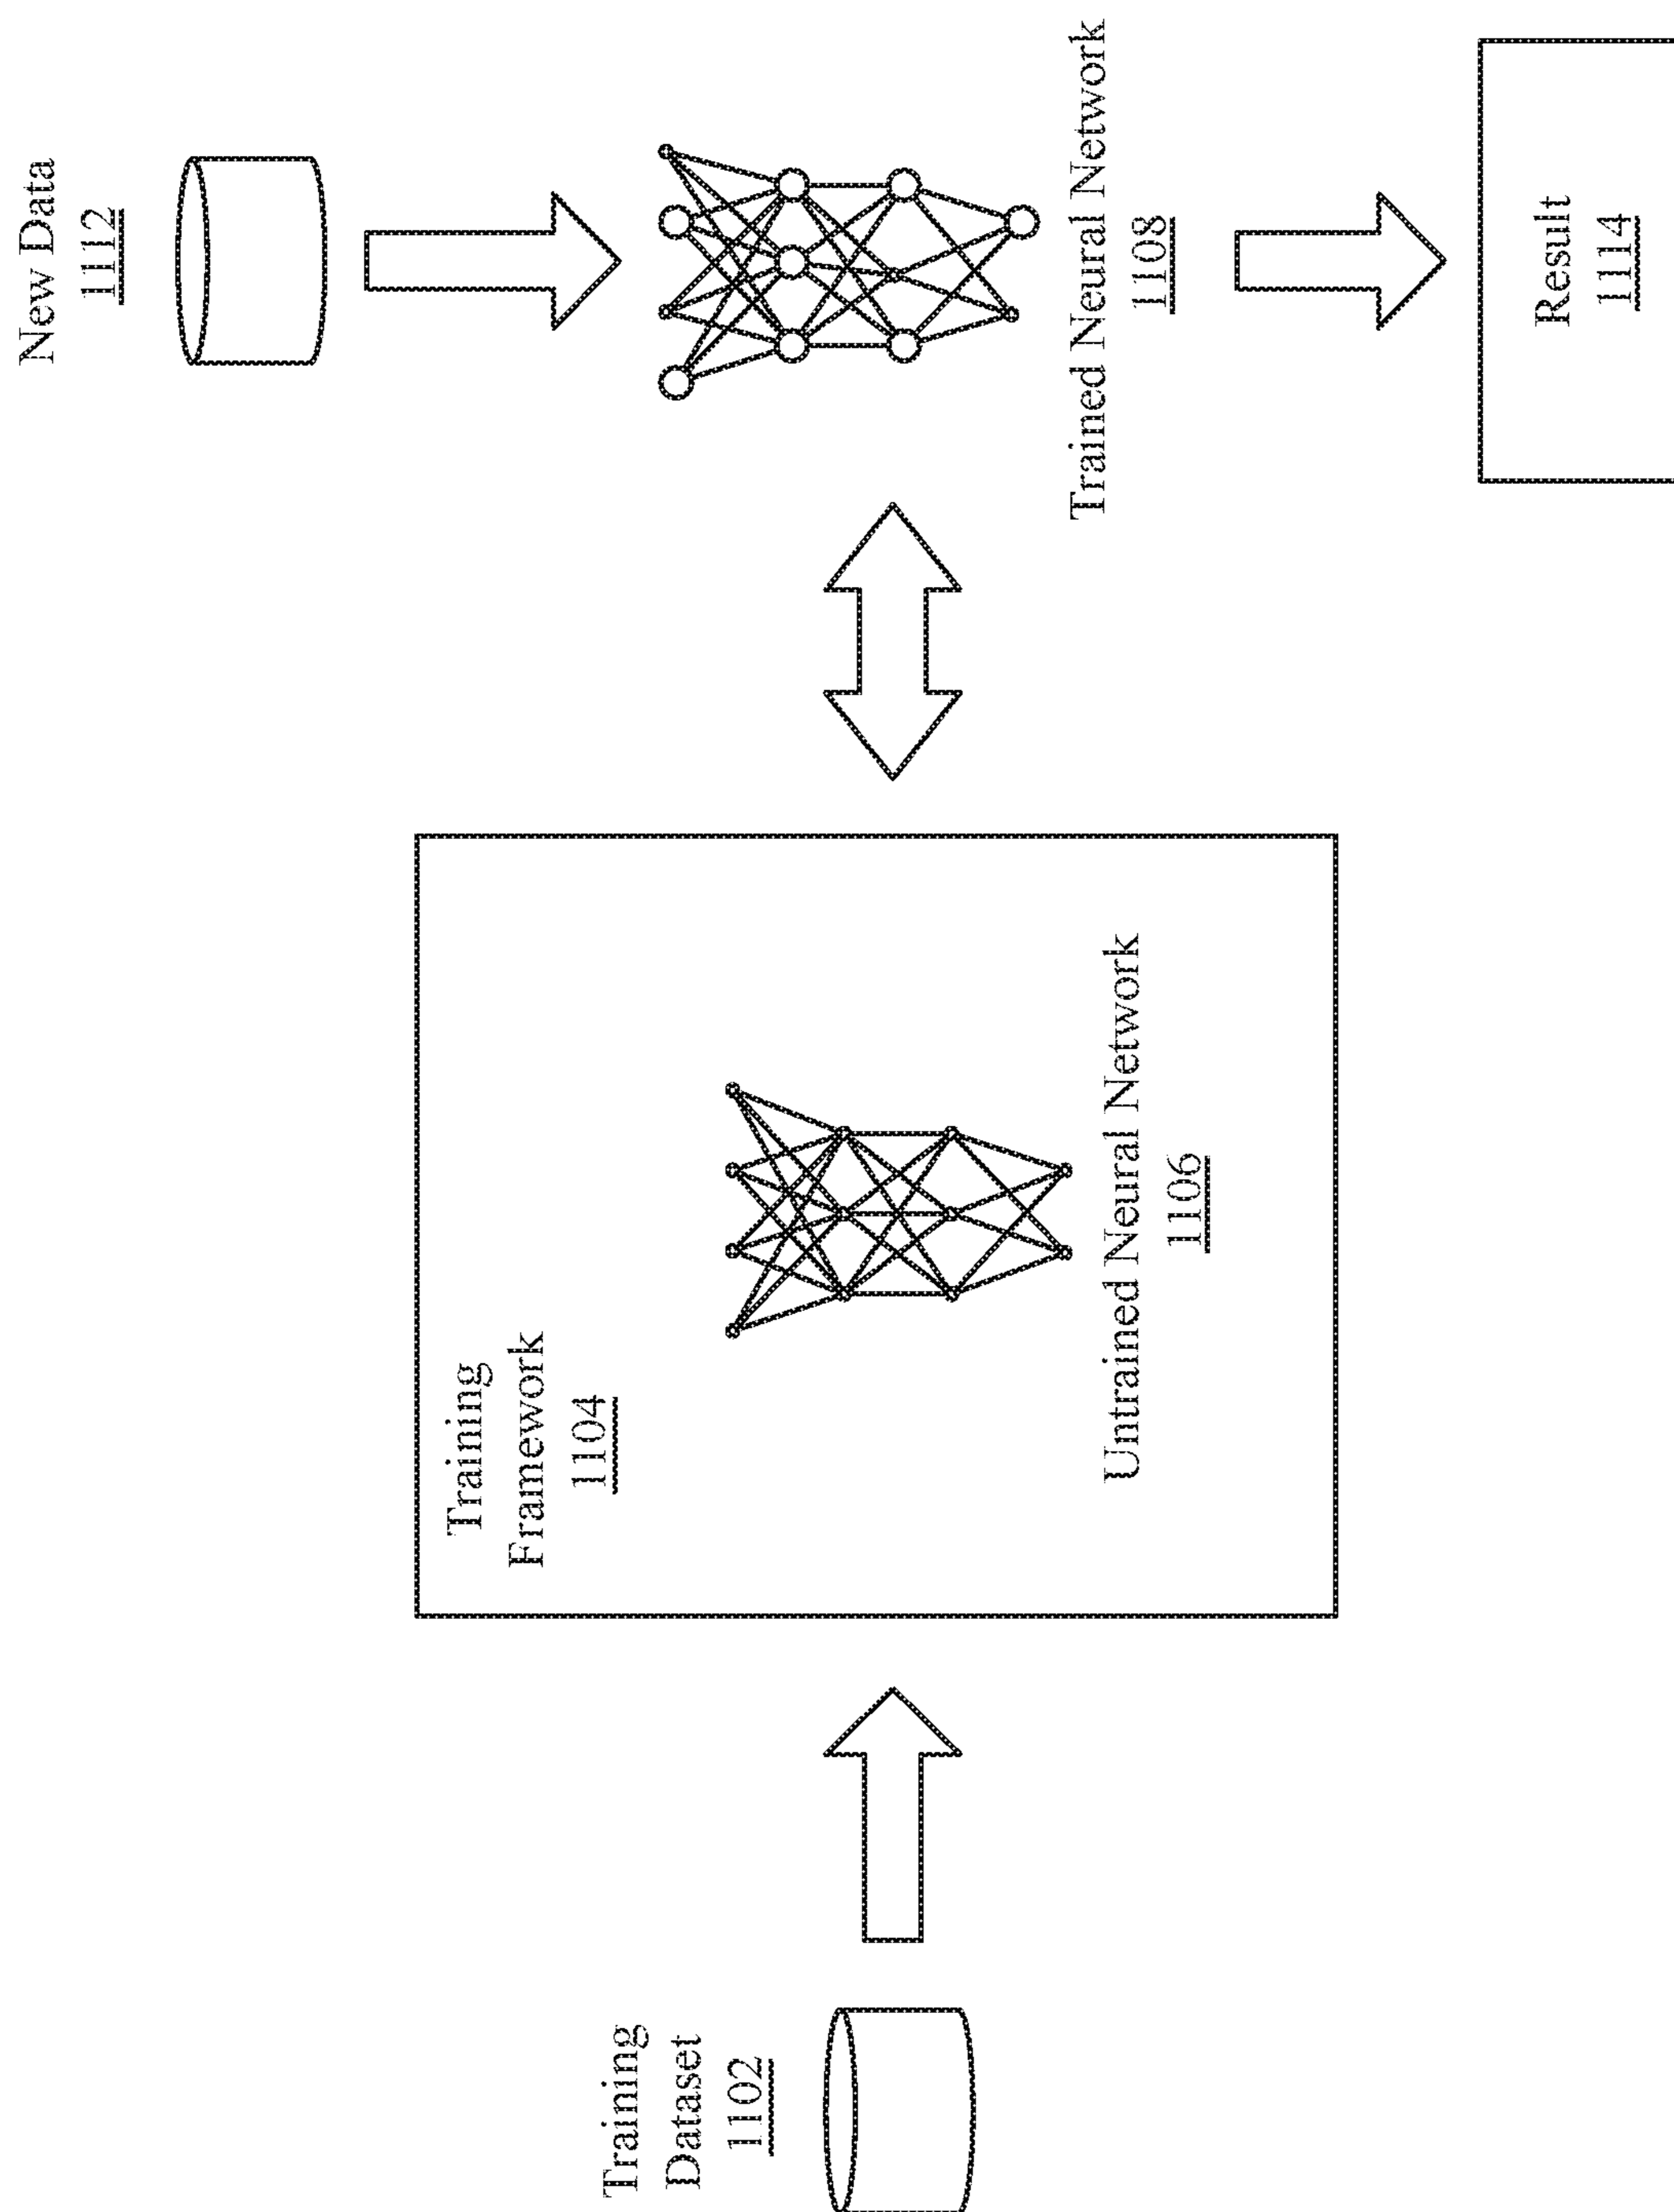 Training
Dataset
1102
Training
Framework
1104
Untrained Neural Network
1106
New Data
1112
Trained Neural Network
1108
Result
1114